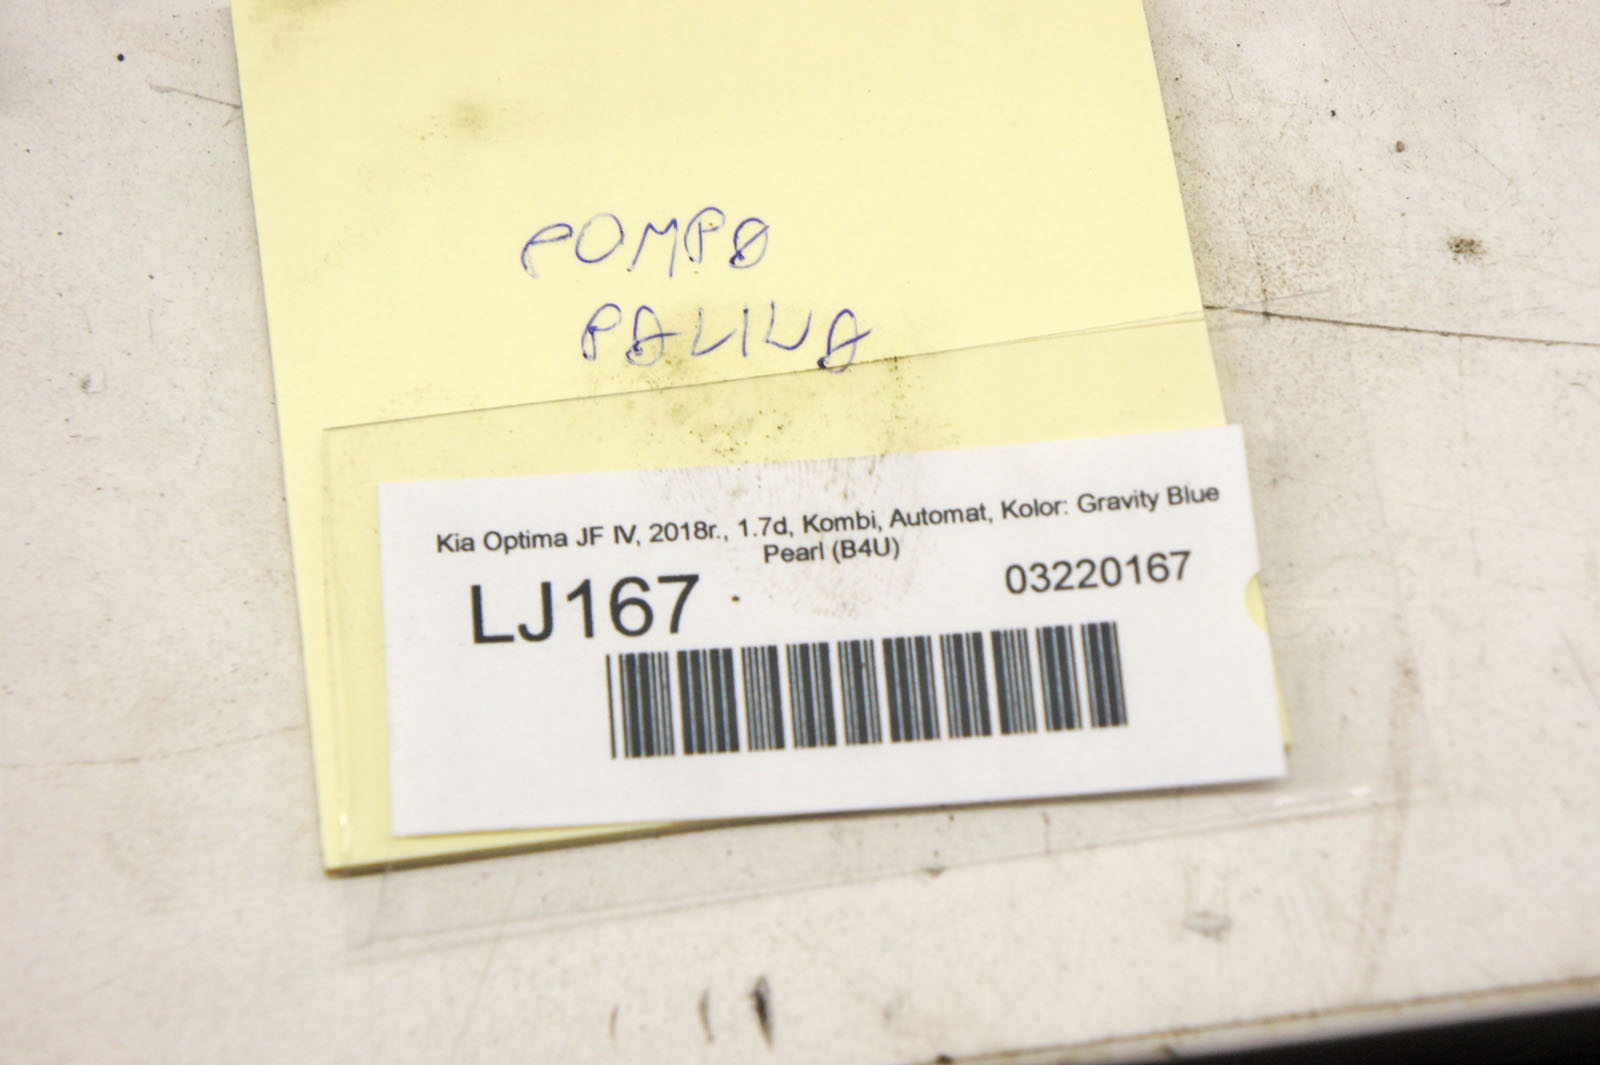 POMPA
PALIWA
Kia Optima JF IV, 2018r., 1.7d, Kombi, Automat, Kolor: Gravity Blue
Pearl (B4U)
LJ167
03220167